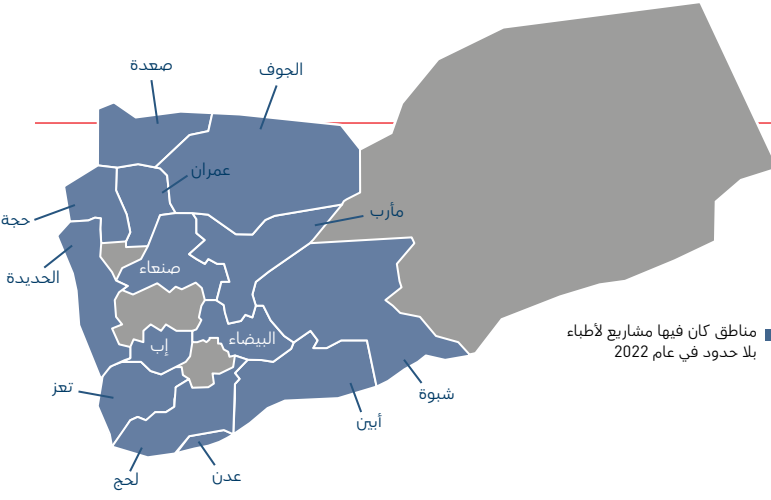 صعدة
الجوف
عمران
مأرب
حجة
صنعاء
الحديدة
البيضاء
إب
مناطق كان فيها مشاريع لأطباء
بلا حدود في عام 2022
تعز
شبوة
أبين
عدن
لحج